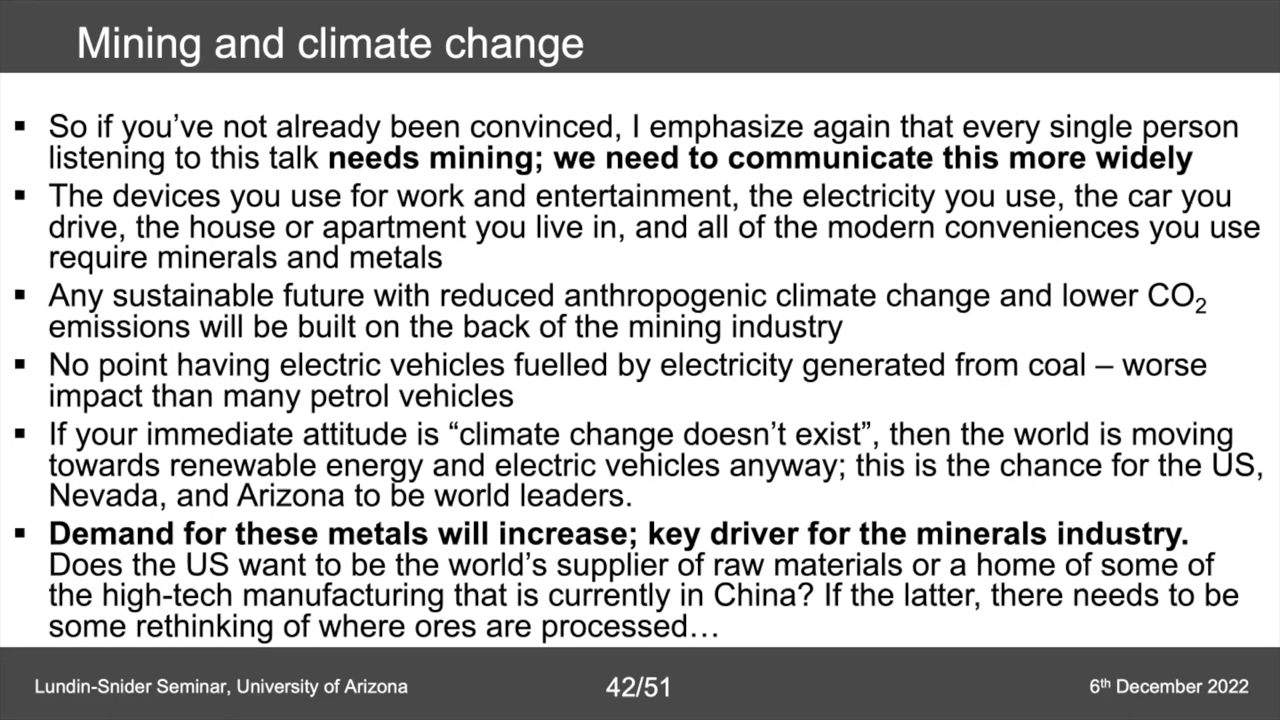 Mining and climate change
▪ So if you’ve not already been convinced, I emphasize again that every single person
listening to this talk needs mining; we need to communicate this more widely
▪ The devices you use for work and entertainment, the electricity you use, the car you
drive, the house or apartment you live in, and all of the modern conveniences you use
require minerals and metals
▪ Any sustainable future with reduced anthropogenic climate change and lower CO₂
emissions will be built on the back of the mining industry
▪ No point having electric vehicles fuelled by electricity generated from coal – worse
impact than many petrol vehicles
▪ If your immediate attitude is “climate change doesn’t exist”, then the world is moving
towards renewable energy and electric vehicles anyway; this is the chance for the US,
Nevada, and Arizona to be world leaders.
▪ Demand for these metals will increase; key driver for the minerals industry.
Does the US want to be the world’s supplier of raw materials or a home of some of
the high-tech manufacturing that is currently in China? If the latter, there needs to be
some rethinking of where ores are processed…
Lundin-Snider Seminar, University of Arizona 42/51 6th December 2022